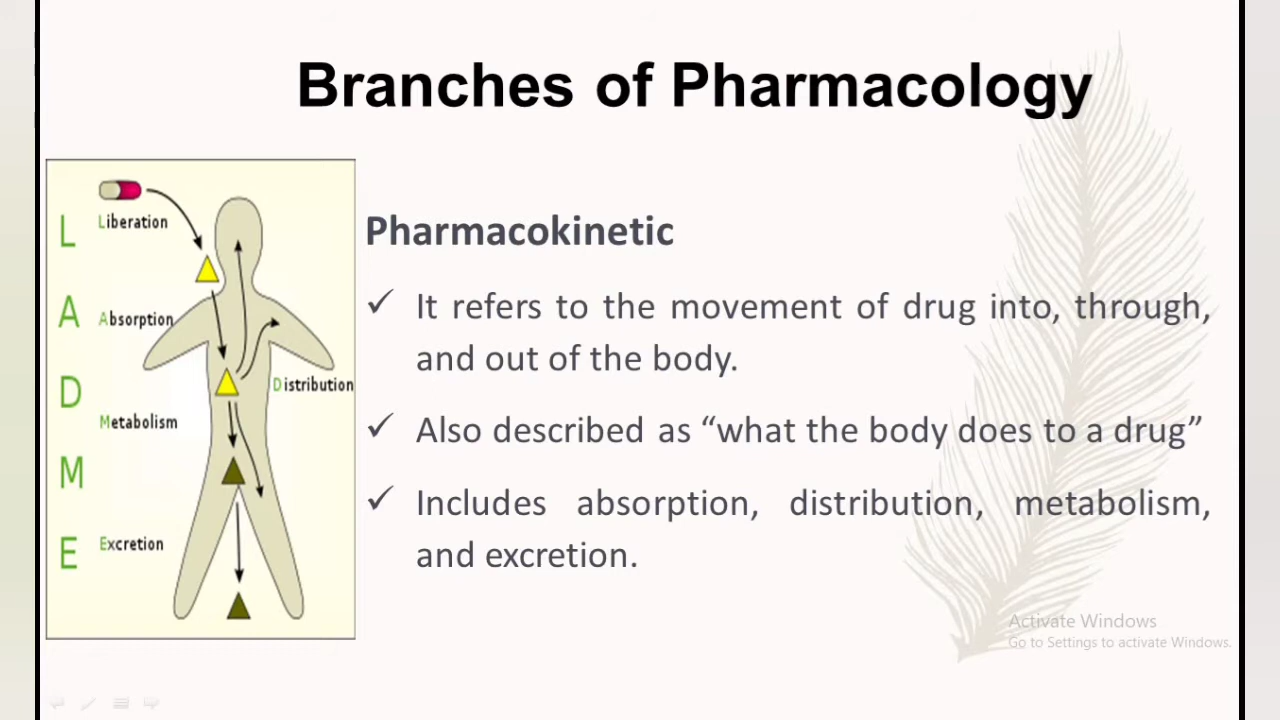 Branches of Pharmacology
L
Liberation
A
Absorption
D
Distribution
Metabolism
M
E
Excretion
Pharmacokinetic
✓ It refers to the movement of drug into, through,
and out of the body.
✓ Also described as “what the body does to a drug”
✓ Includes absorption, distribution, metabolism,
and excretion.
Activate Windows
Go to Settings to activate Windows.